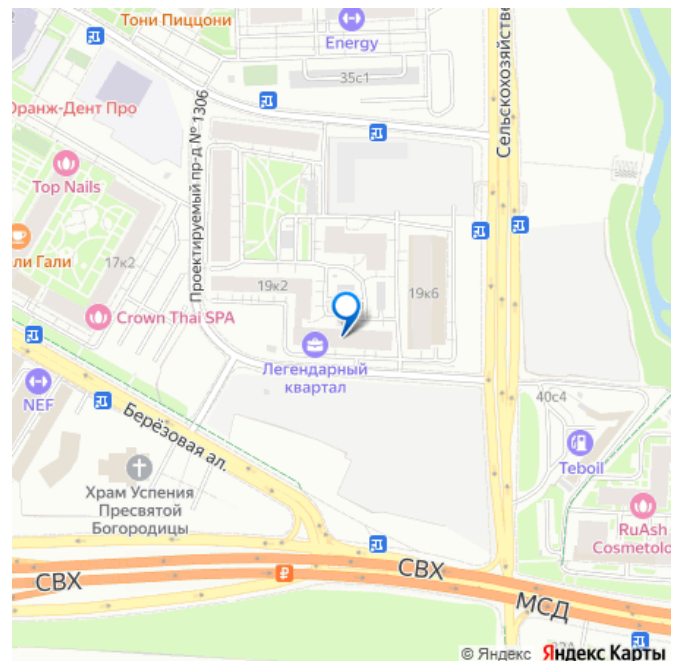 Тони Пиццони
Energy
35с1
Оранж-Дент Про
Проектируемый пр-д № 1306
Сельскохозяйстве
Top Nails
ли Гали
17к2
19к2
19к6
Crown Thai SPA
Легендарный
квартал
NEF
Берёзовая ал.
40с4
Teboil
Храм Успения
Пресвятой
Богородицы
RuAsh
Cosmetolo
СВХ
СВХ
МСД
© Яндекс Яндекс Карты